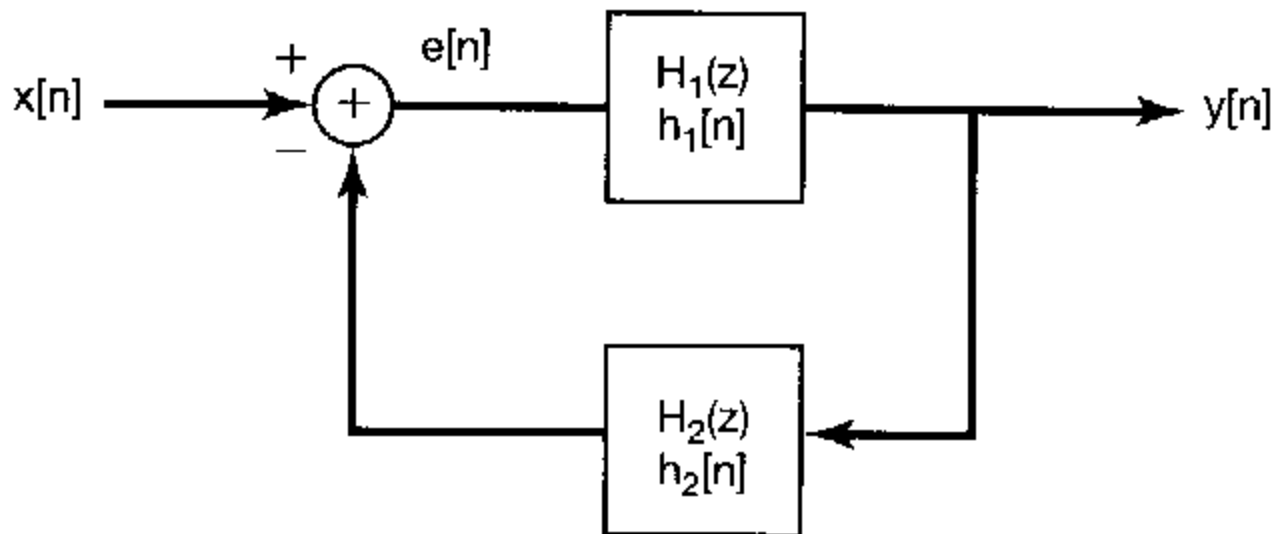 +
e[n]
x[n]
+
−
H₁(z)
h₁[n]
y[n]
H₂(z)
h₂[n]